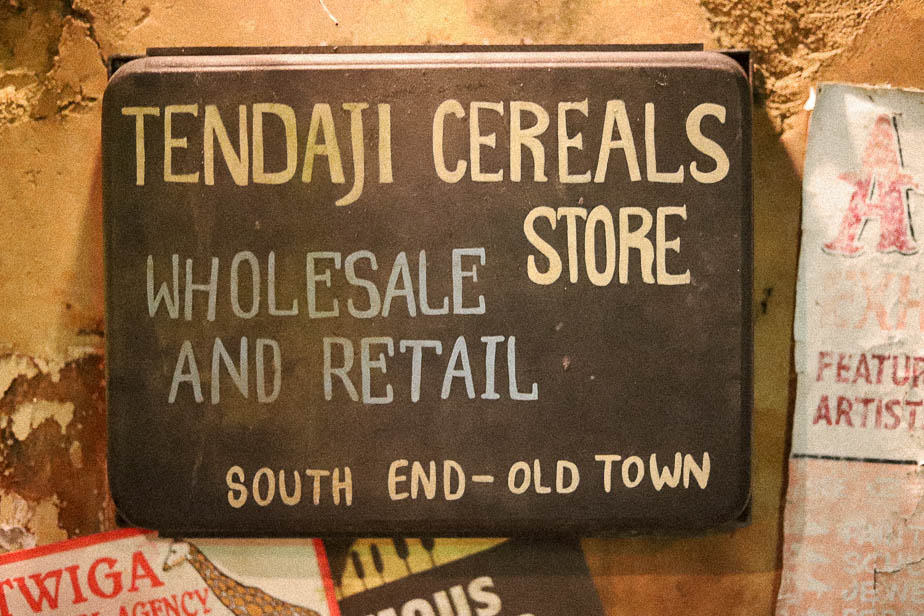 TENDAJI CEREALS
STORE
WHOLESALE
AND RETAIL
SOUTH END-OLD TOWN
TWIGA
AGENCY
A
FEATUR
ARTIST